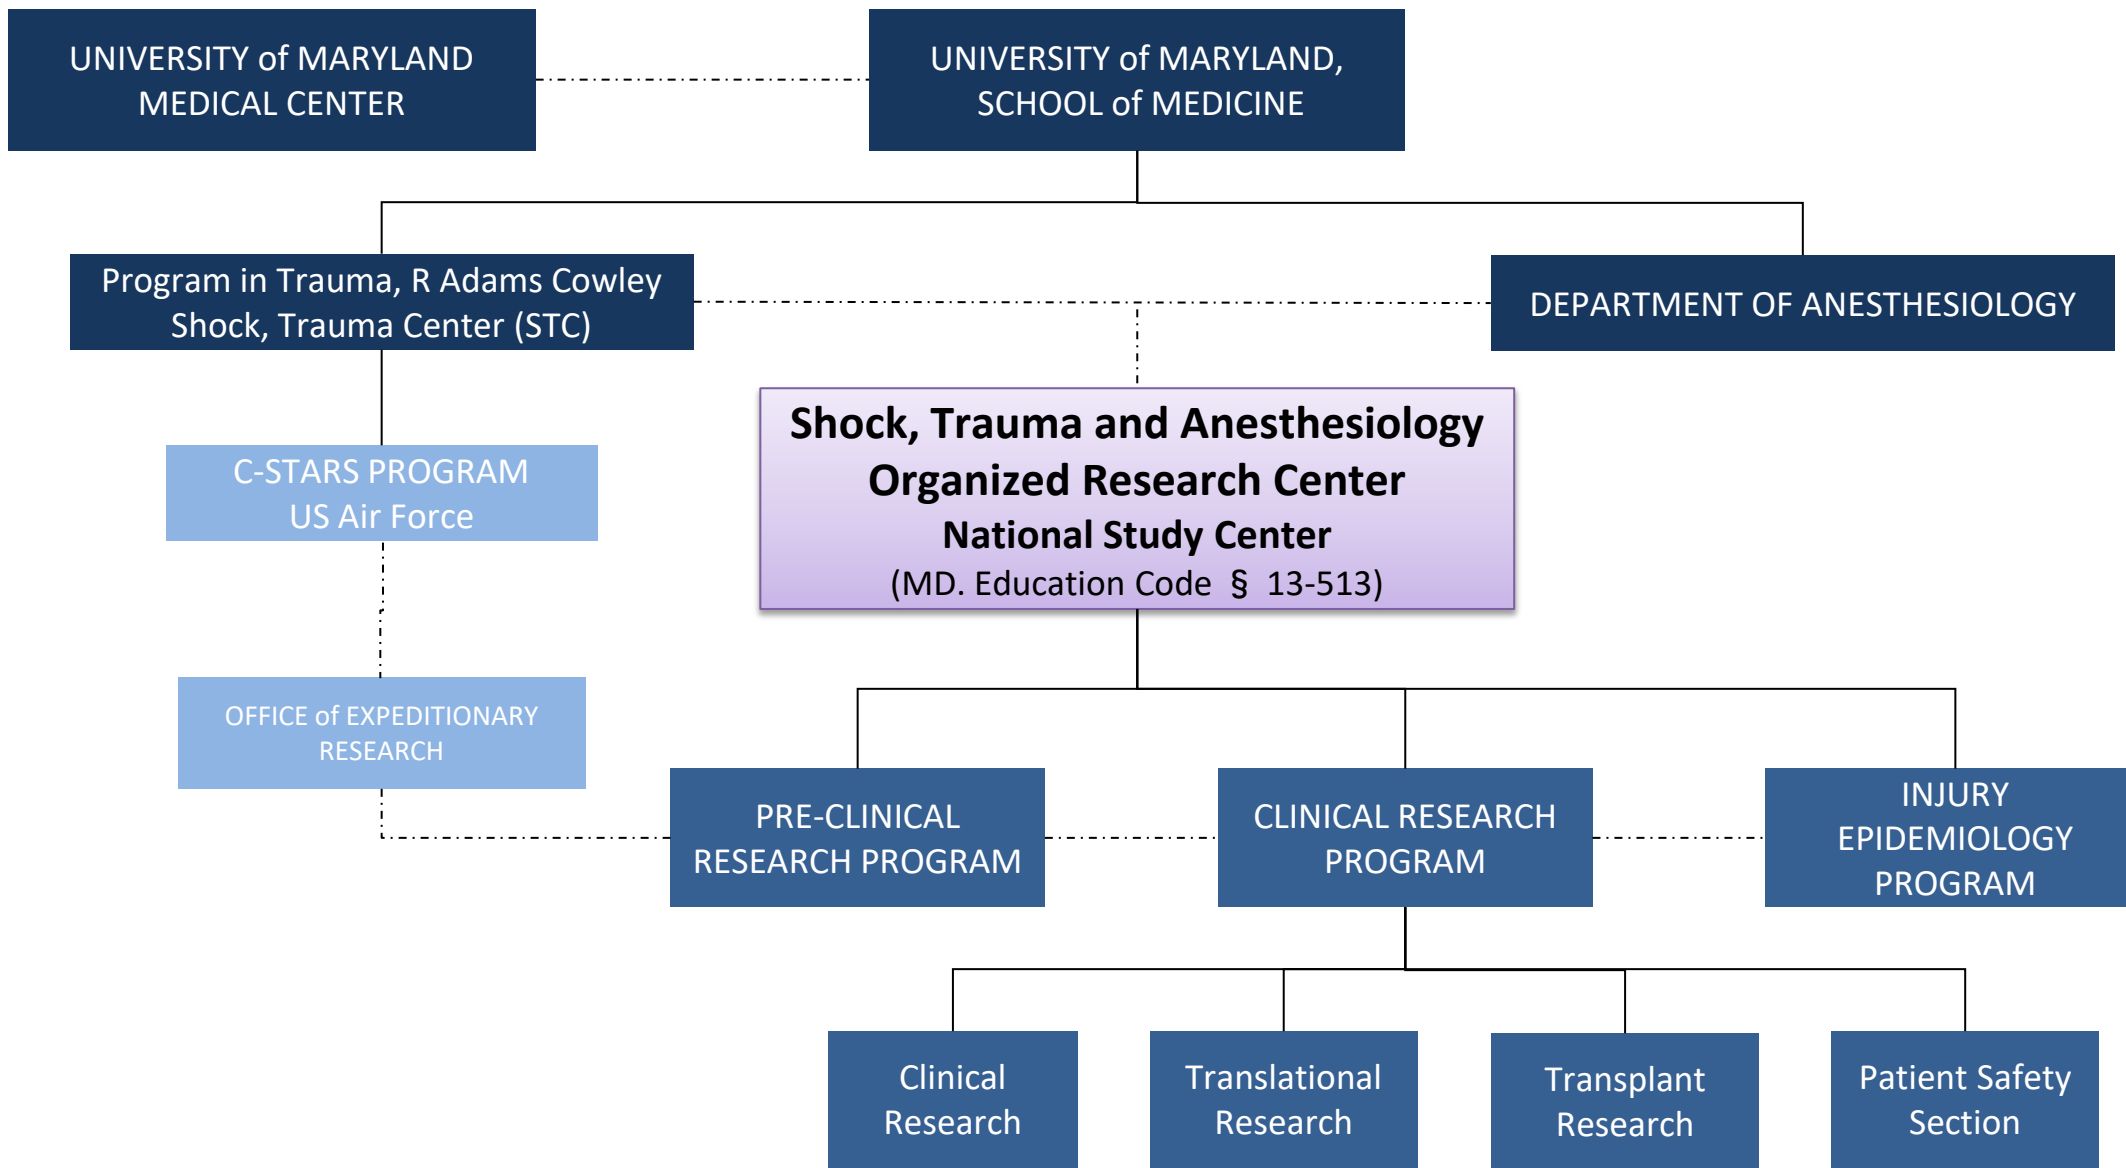 UNIVERSITY of MARYLAND
MEDICAL CENTER
UNIVERSITY of MARYLAND,
SCHOOL of MEDICINE
Program in Trauma, R Adams Cowley
Shock, Trauma Center (STC)
DEPARTMENT OF ANESTHESIOLOGY
Shock, Trauma and Anesthesiology
Organized Research Center
National Study Center
(MD. Education Code § 13-513)
C-STARS PROGRAM
US Air Force
OFFICE of EXPEDITIONARY
RESEARCH
PRE-CLINICAL
RESEARCH PROGRAM
CLINICAL RESEARCH
PROGRAM
INJURY
EPIDEMIOLOGY
PROGRAM
Clinical
Research
Translational
Research
Transplant
Research
Patient Safety
Section